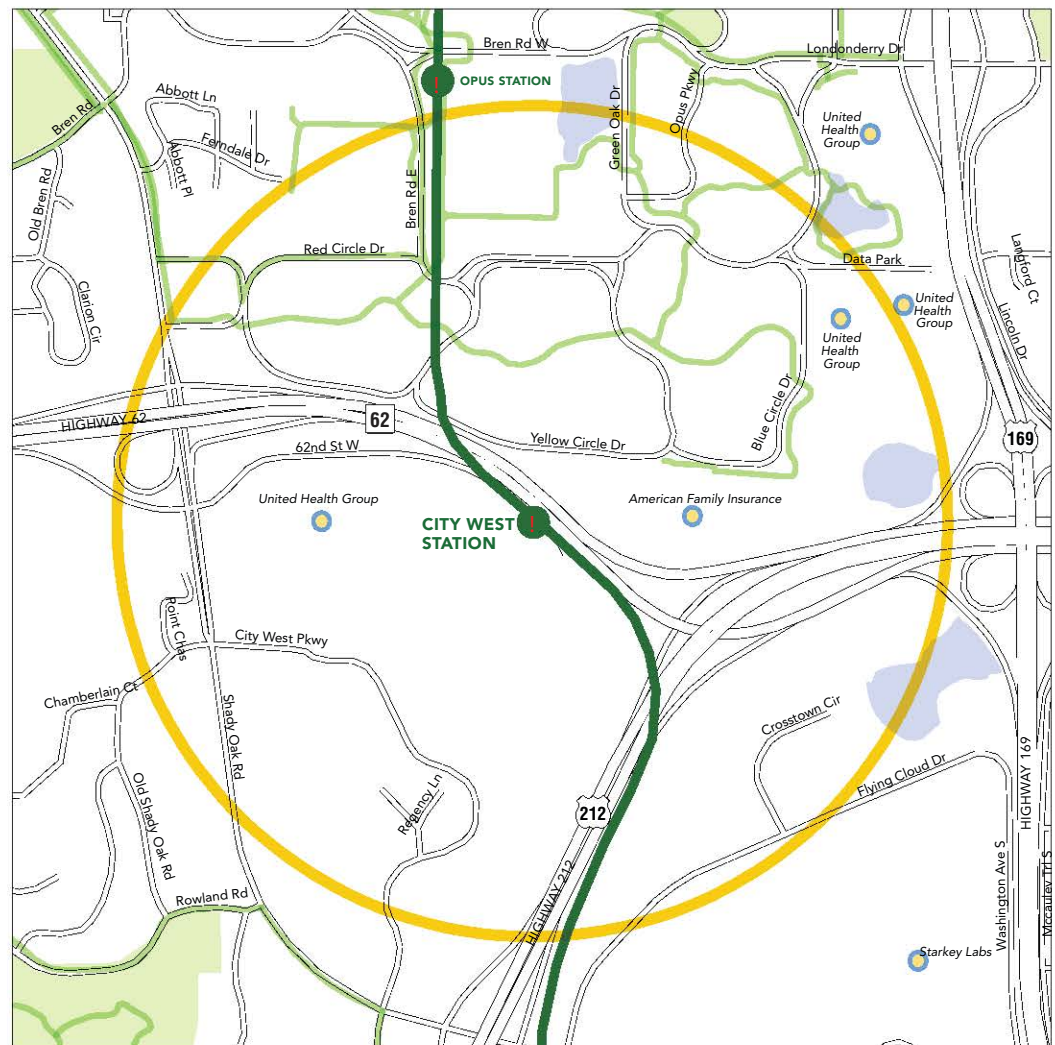 Bren Rd W
Londonderry Dr
OPUS STATION
!
Abbott Ln
Bren Rd
Ferndale Dr
Abbott Pl
Green Oak Dr
Opus Pkwy
United
Health
Group
Old Bren Rd
Bren Rd E
Red Circle Dr
Data Park
Langford Ct
Clarion Cir
United
Health
Group
United
Health
Group
Lincoln Dr
HIGHWAY 62
62
62nd St W
Yellow Circle Dr
Blue Circle Dr
169
United Health Group
American Family Insurance
CITY WEST
STATION
!
Point Chas
City West Pkwy
Chamberlain Ct
Shady Oak Rd
Crosstown Cir
Old Shady Oak Rd
Regency Ln
212
Flying Cloud Dr
HIGHWAY 169
HIGHWAY 212
Rowland Rd
Washington Ave S
Mccauley Trl S
Starkey Labs